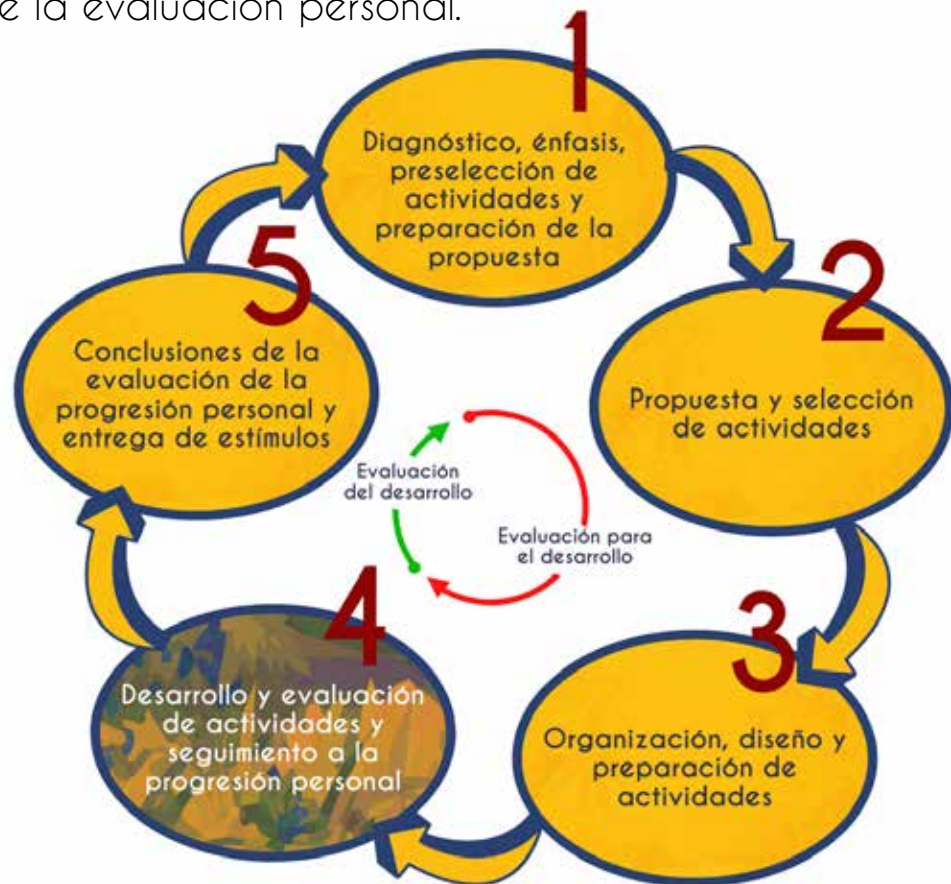 e la evaluación personal.
1
Diagnóstico, énfasis,
preselección de
actividades y
preparación de la
propuesta
2
Propuesta y selección
de actividades
3
Organización, diseño y
preparación de
actividades
4
Desarrollo y evaluación
de actividades y
seguimiento a la
progresión personal
5
Conclusiones de la
evaluación de la
progresión personal y
entrega de estímulos
Evaluación
del desarrollo
Evaluación para
el desarrollo